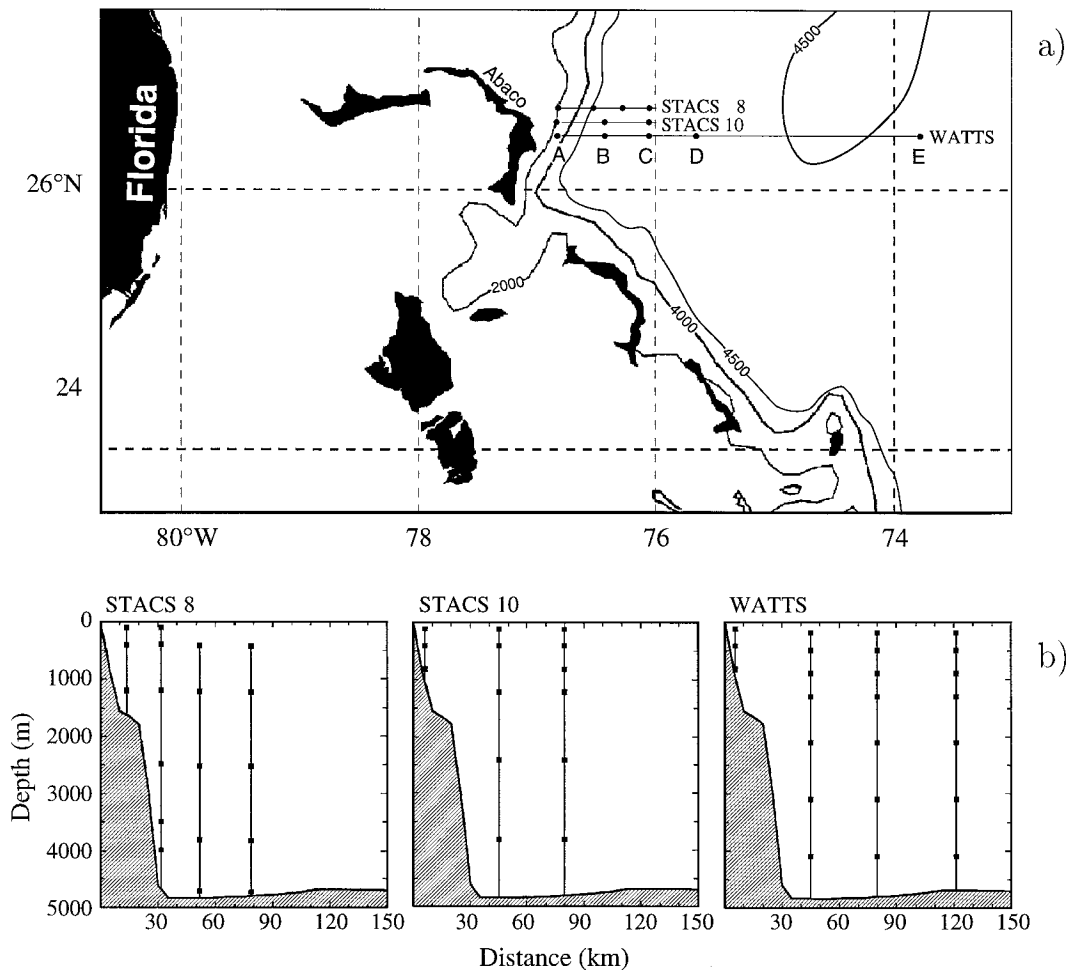 a)
4500
Abaco
Florida
STACS 8
STACS 10
WATTS
A B C D E
26°N
2000
4000
4500
24
80°W 78 76 74
b)
STACS 8 STACS 10 WATTS
0
1000
2000
3000
4000
5000
Depth (m)
30 60 90 120 150 30 60 90 120 150 30 60 90 120 150
Distance (km)